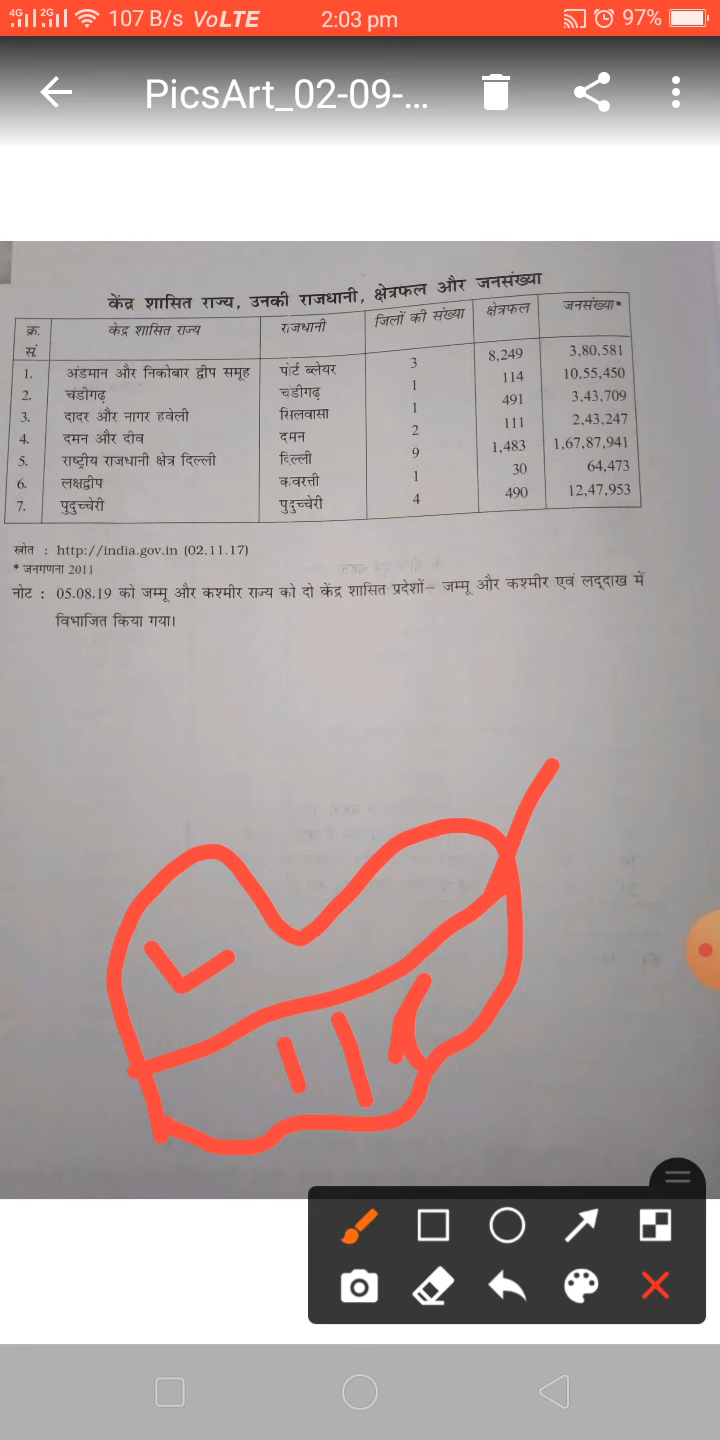 4G 2G 107 B/s VoLTE 2:03 pm 97%
PicsArt_02-09-...
केंद्र शासित राज्य, उनकी राजधानी, क्षेत्रफल और जनसंख्या
क्र. सं. केंद्र शासित राज्य राजधानी जिलों की संख्या क्षेत्रफल जनसंख्या*
1. अंडमान और निकोबार द्वीप समूह पोर्ट ब्लेयर 3 8,249 3,80,581
2. चंडीगढ़ चंडीगढ़ 1 114 10,55,450
3. दादर और नागर हवेली सिलवासा 1 491 3,43,709
4. दमन और दीव दमन 2 111 2,43,247
5. राष्ट्रीय राजधानी क्षेत्र दिल्ली दिल्ली 9 1,483 1,67,87,941
6. लक्षद्वीप कवरत्ती 1 30 64,473
7. पुदुच्चेरी पुदुच्चेरी 4 490 12,47,953
स्रोत : http://india.gov.in (02.11.17)
* जनगणना 2011
नोट : 05.08.19 को जम्मू और कश्मीर राज्य को दो केंद्र शासित प्रदेशों– जम्मू और कश्मीर एवं लद्दाख में
विभाजित किया गया।